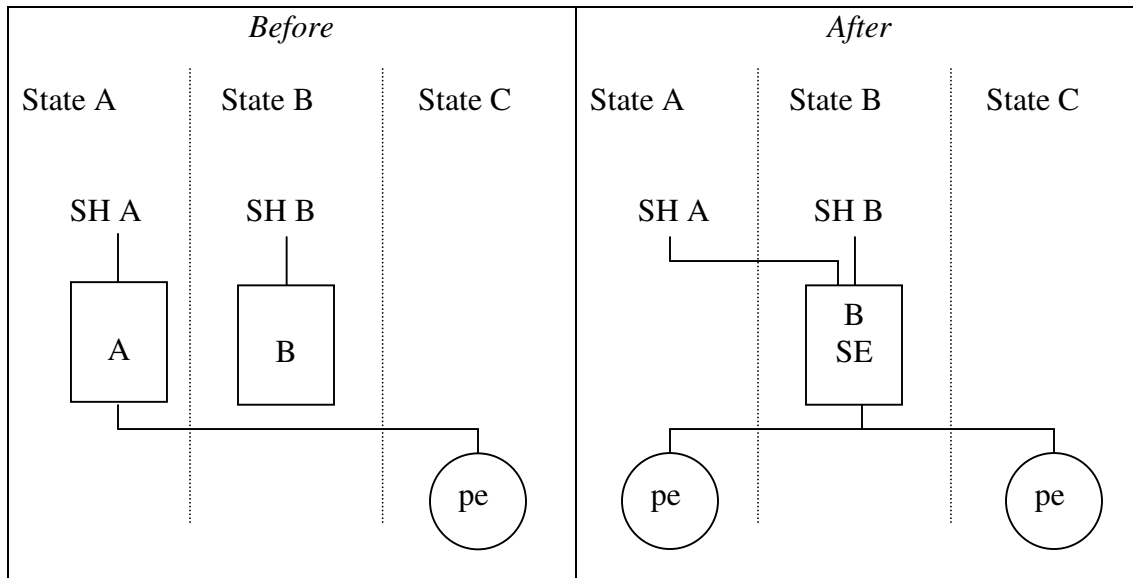 Before
State A State B State C
SH A SH B
A B
pe
After
State A State B State C
SH A SH B
B
SE
pe pe